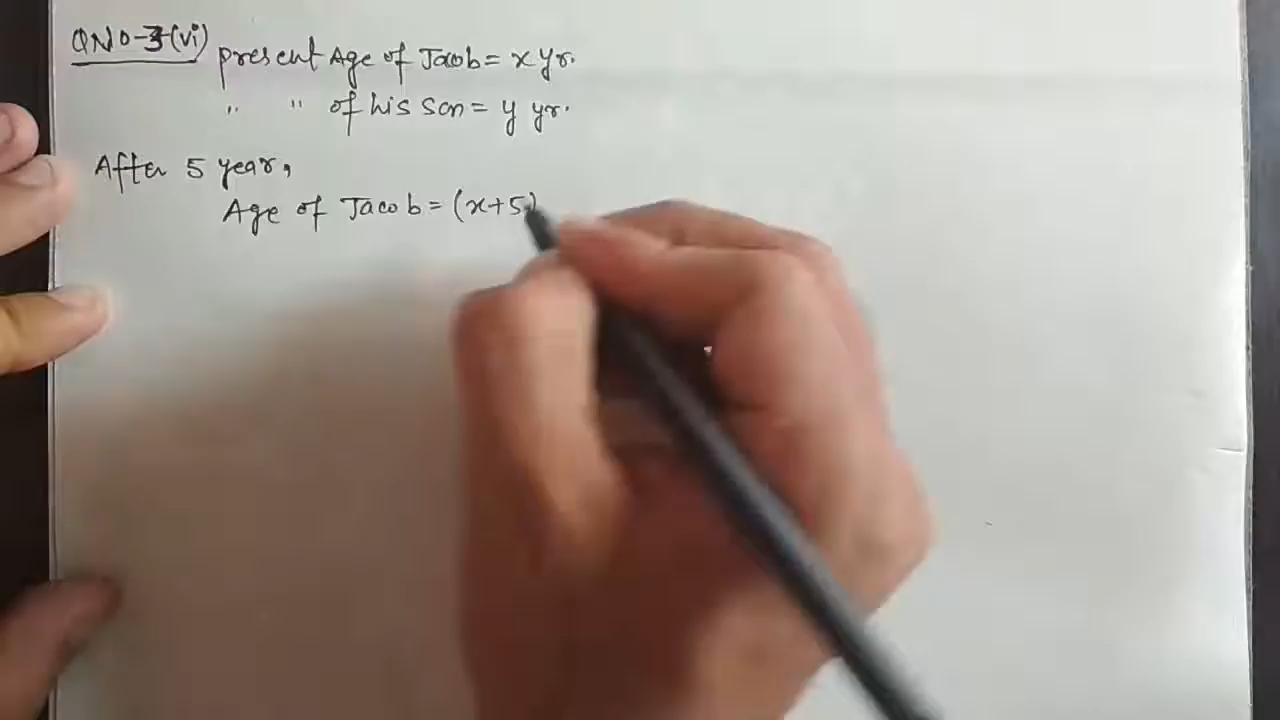 QNO-3(vi)
present Age of Jacob = x yr.
" " of his son = y yr.
After 5 year,
Age of Jacob = (x+5)